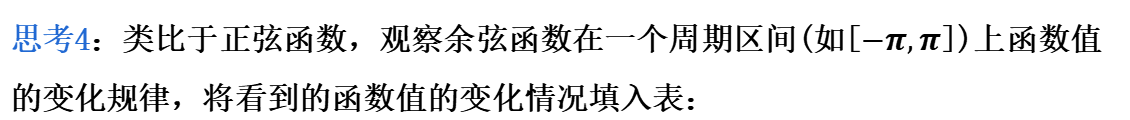 思考4：类比于正弦函数，观察余弦函数在一个周期区间(如[−π,π])上函数值
的变化规律，将看到的函数值的变化情况填入表：